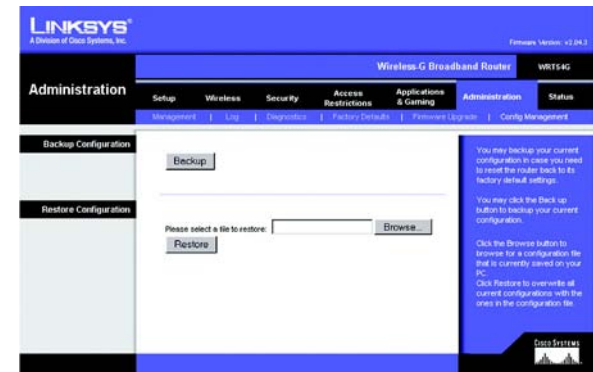 LINKSYS®
A Division of Cisco Systems, Inc.
Firmware Version: v2.04.3
Wireless-G Broadband Router
WRT54G
Administration
Setup
Wireless
Security
Access Restrictions
Applications & Gaming
Administration
Status
Management | Log | Diagnostics | Factory Defaults | Firmware Upgrade | Config Management
Backup Configuration
Backup
Restore Configuration
Please select a file to restore:
Browse...
Restore
You may backup your current
configuration in case you need
to reset the router back to its
factory default settings.
You may click the Back up
button to backup your current
configuration.
Click the Browse button to
browse for a configuration file
that is currently saved on your
PC.
Click Restore to overwrite all
current configurations with the
ones in the configuration file.
CISCO SYSTEMS